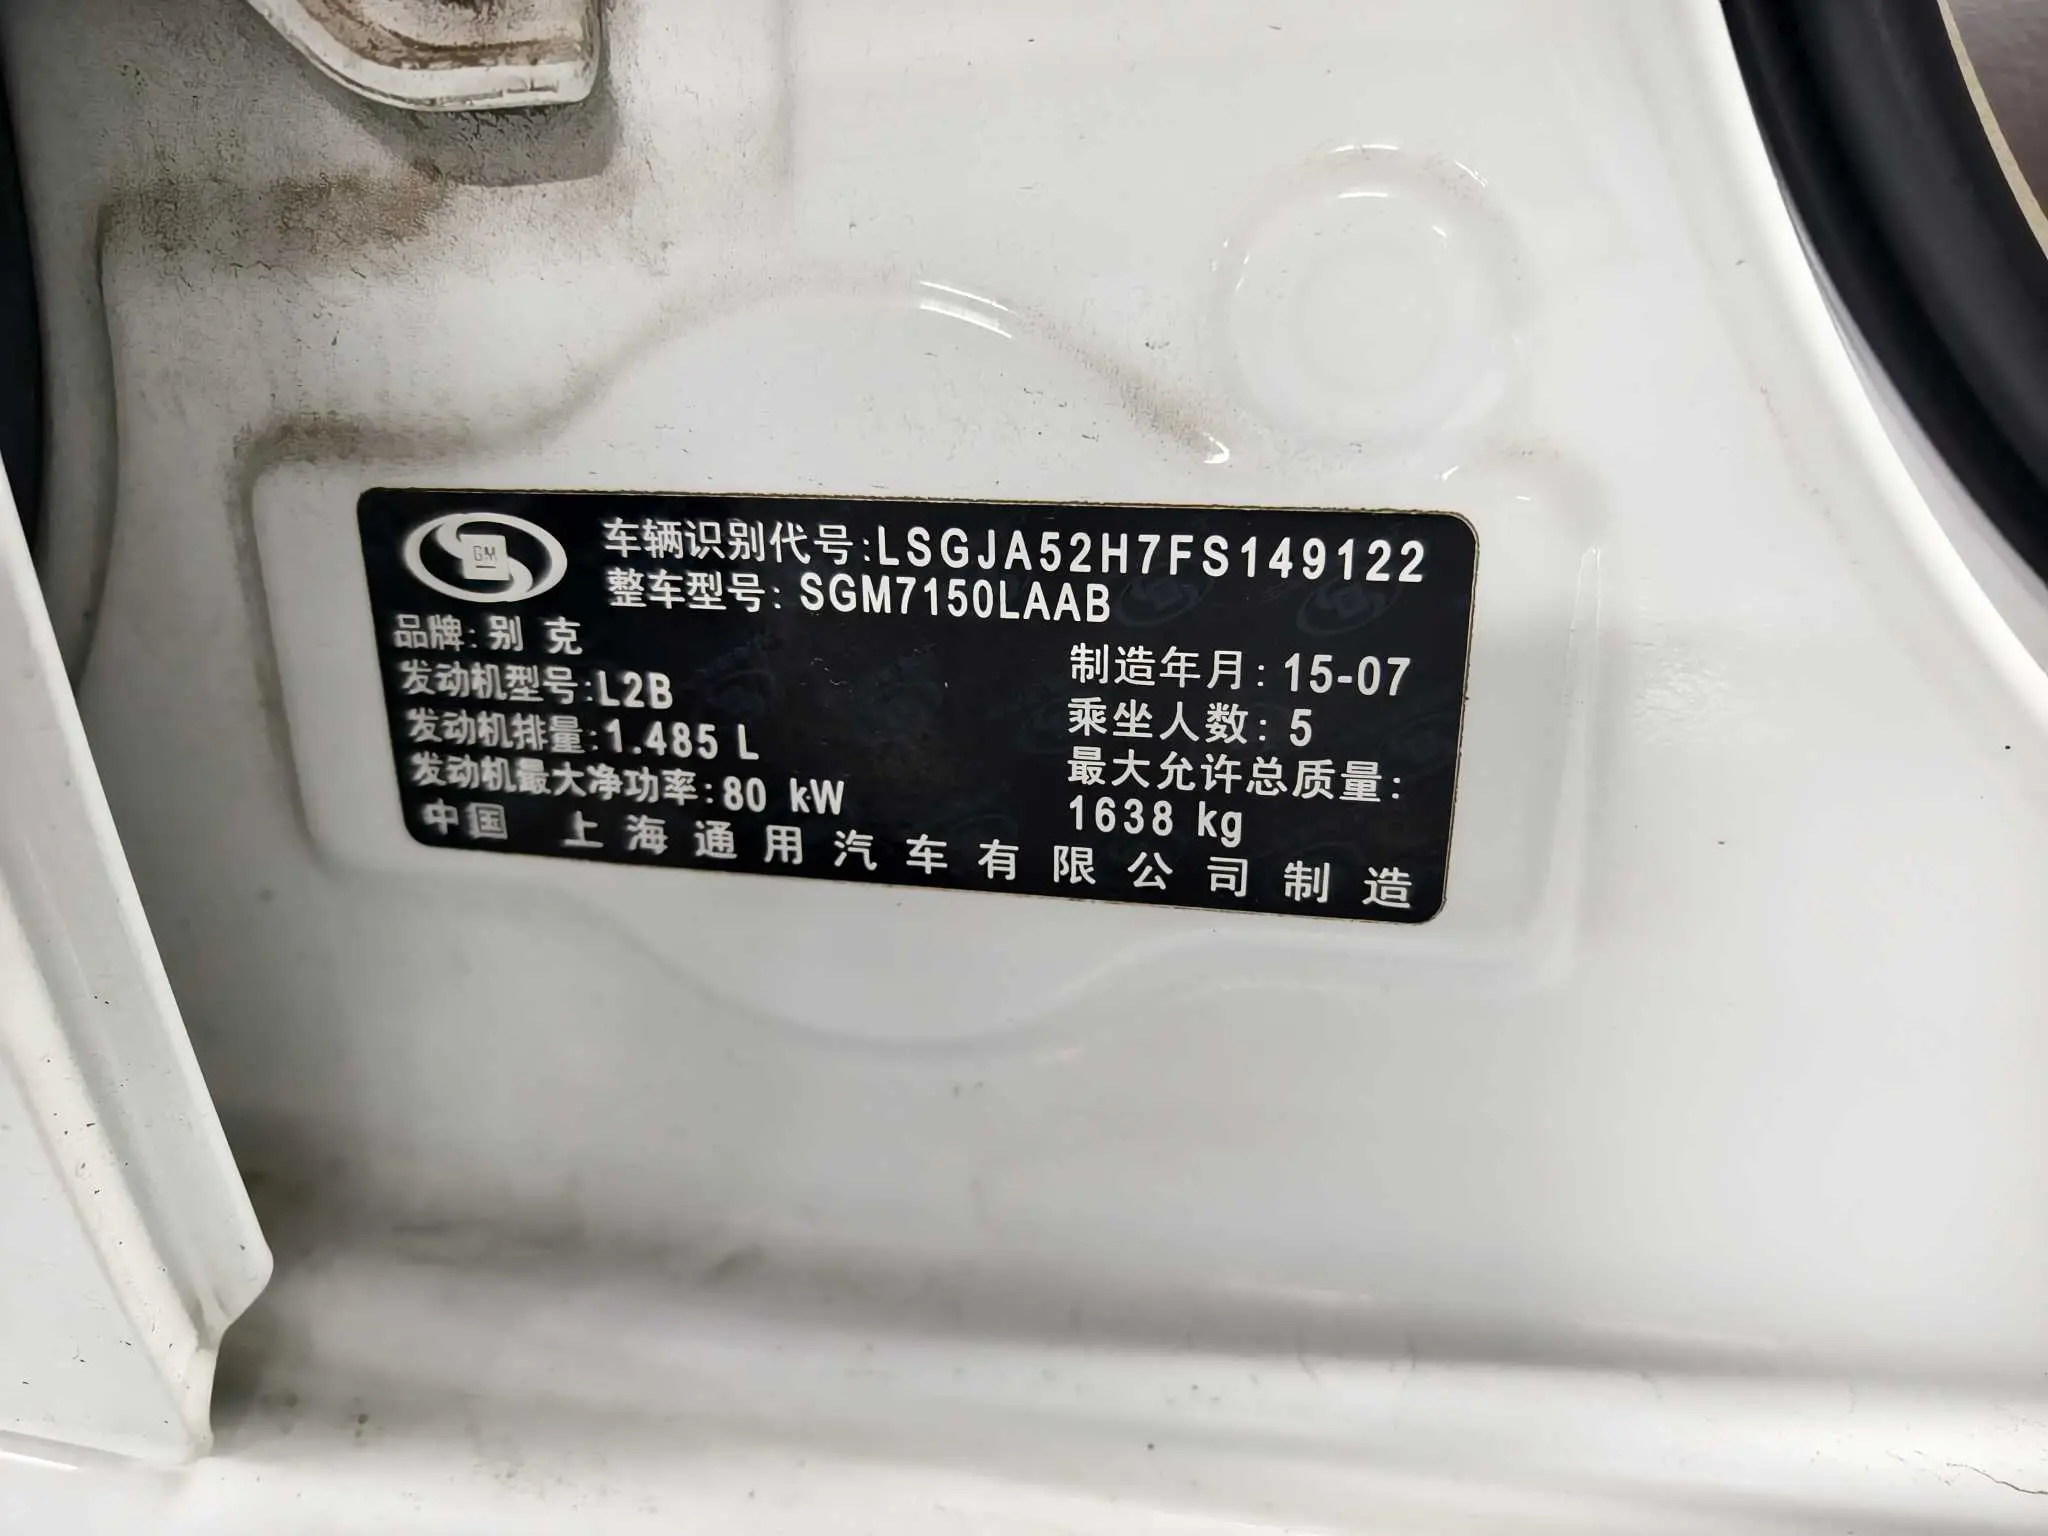 GM
车辆识别代号:LSGJA52H7FS149122
整车型号: SGM7150LAAB
品牌: 别 克
发动机型号:L2B
发动机排量:1.485 L
发动机最大净功率:80 kW
制造年月: 15-07
乘坐人数: 5
最大允许总质量:
1638 kg
中国 上海通用汽车有限公司制造